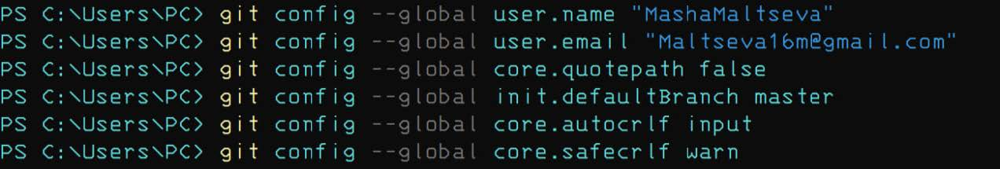 PS C:\Users\PC> git config --global user.name "MashaMaltseva"
PS C:\Users\PC> git config --global user.email "Maltseva16m@gmail.com"
PS C:\Users\PC> git config --global core.quotepath false
PS C:\Users\PC> git config --global init.defaultBranch master
PS C:\Users\PC> git config --global core.autocrlf input
PS C:\Users\PC> git config --global core.safecrlf warn